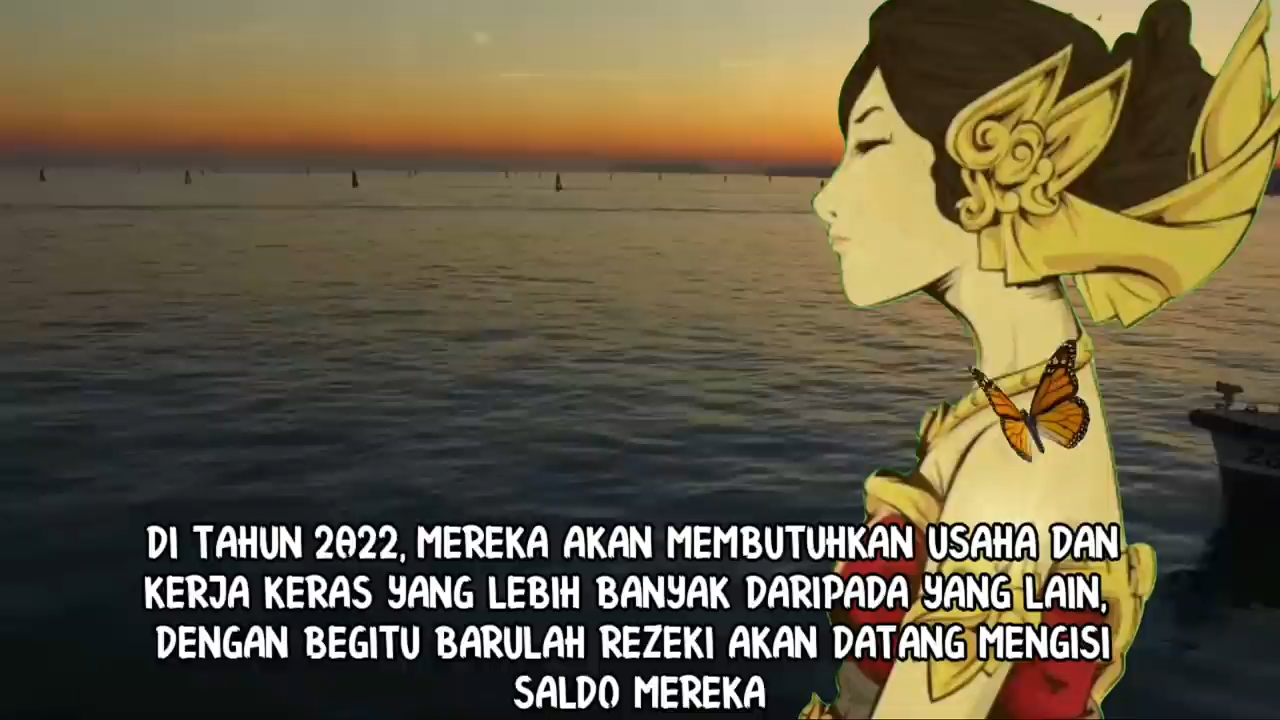 DI TAHUN 2022, MEREKA AKAN MEMBUTUHKAN USAHA DAN
KERJA KERAS YANG LEBIH BANYAK DARIPADA YANG LAIN,
DENGAN BEGITU BARULAH REZEKI AKAN DATANG MENGISI
SALDO MEREKA